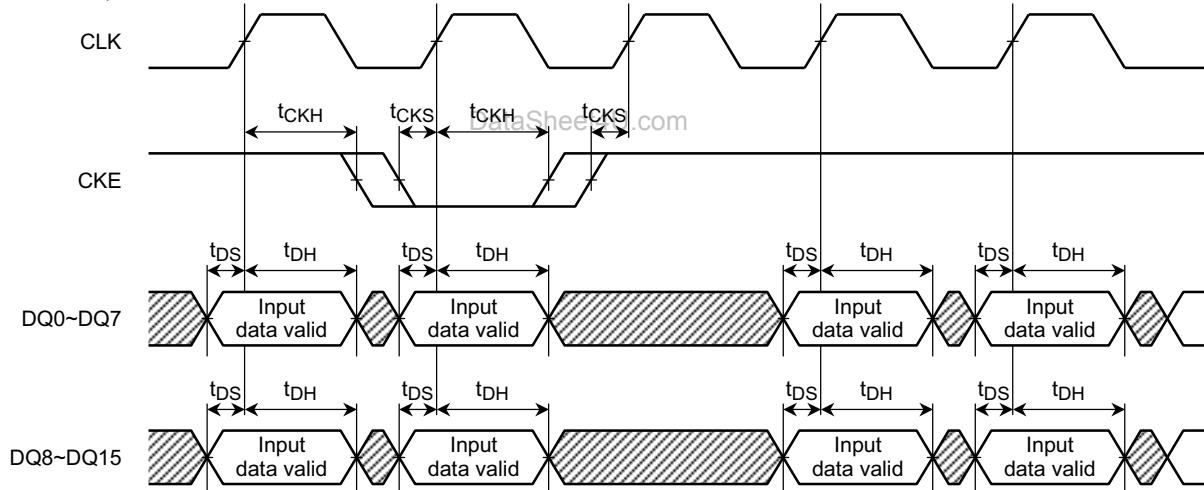 CLK
tCKH tCKS tCKH tCKS
DataSheet4U.com
CKE
tDS tDH tDS tDH tDS tDH tDS tDH
DQ0~DQ7
Input data valid
Input data valid
Input data valid
Input data valid
tDS tDH tDS tDH tDS tDH tDS tDH
DQ8~DQ15
Input data valid
Input data valid
Input data valid
Input data valid